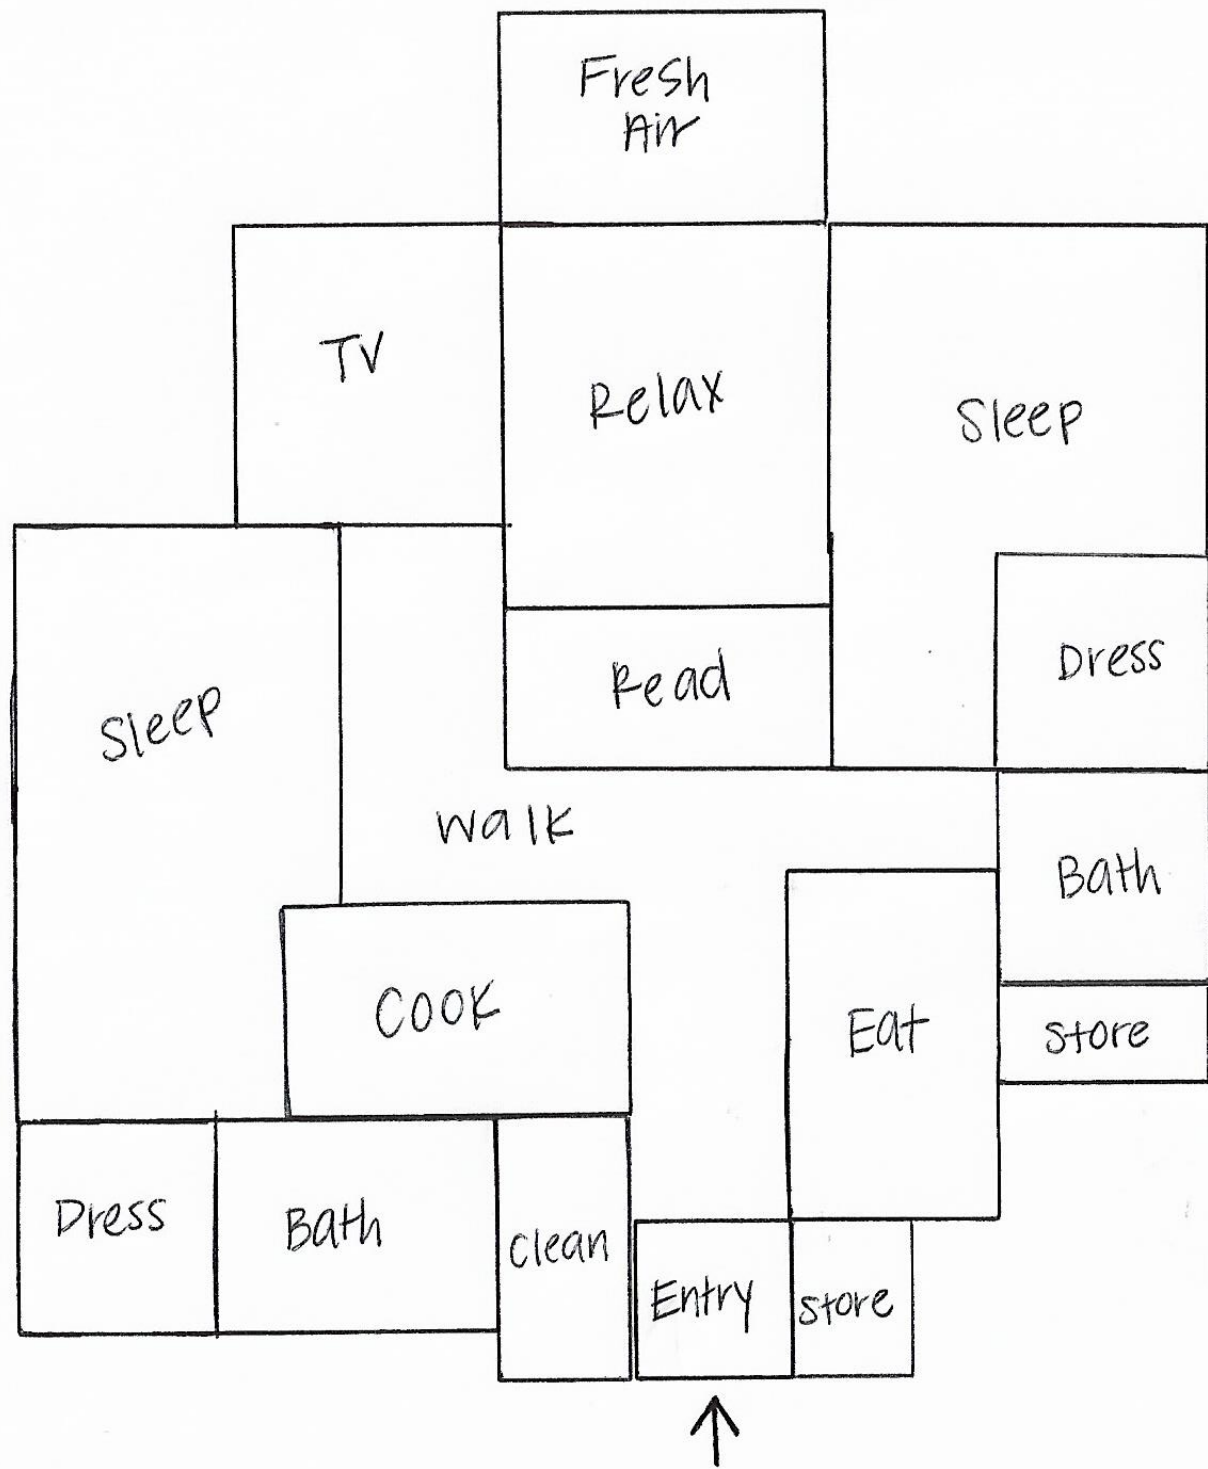 Fresh
Air
TV
Relax
Sleep
Dress
Read
Sleep
Walk
Bath
Cook
Eat
Store
Dress
Bath
Clean
Entry
Store